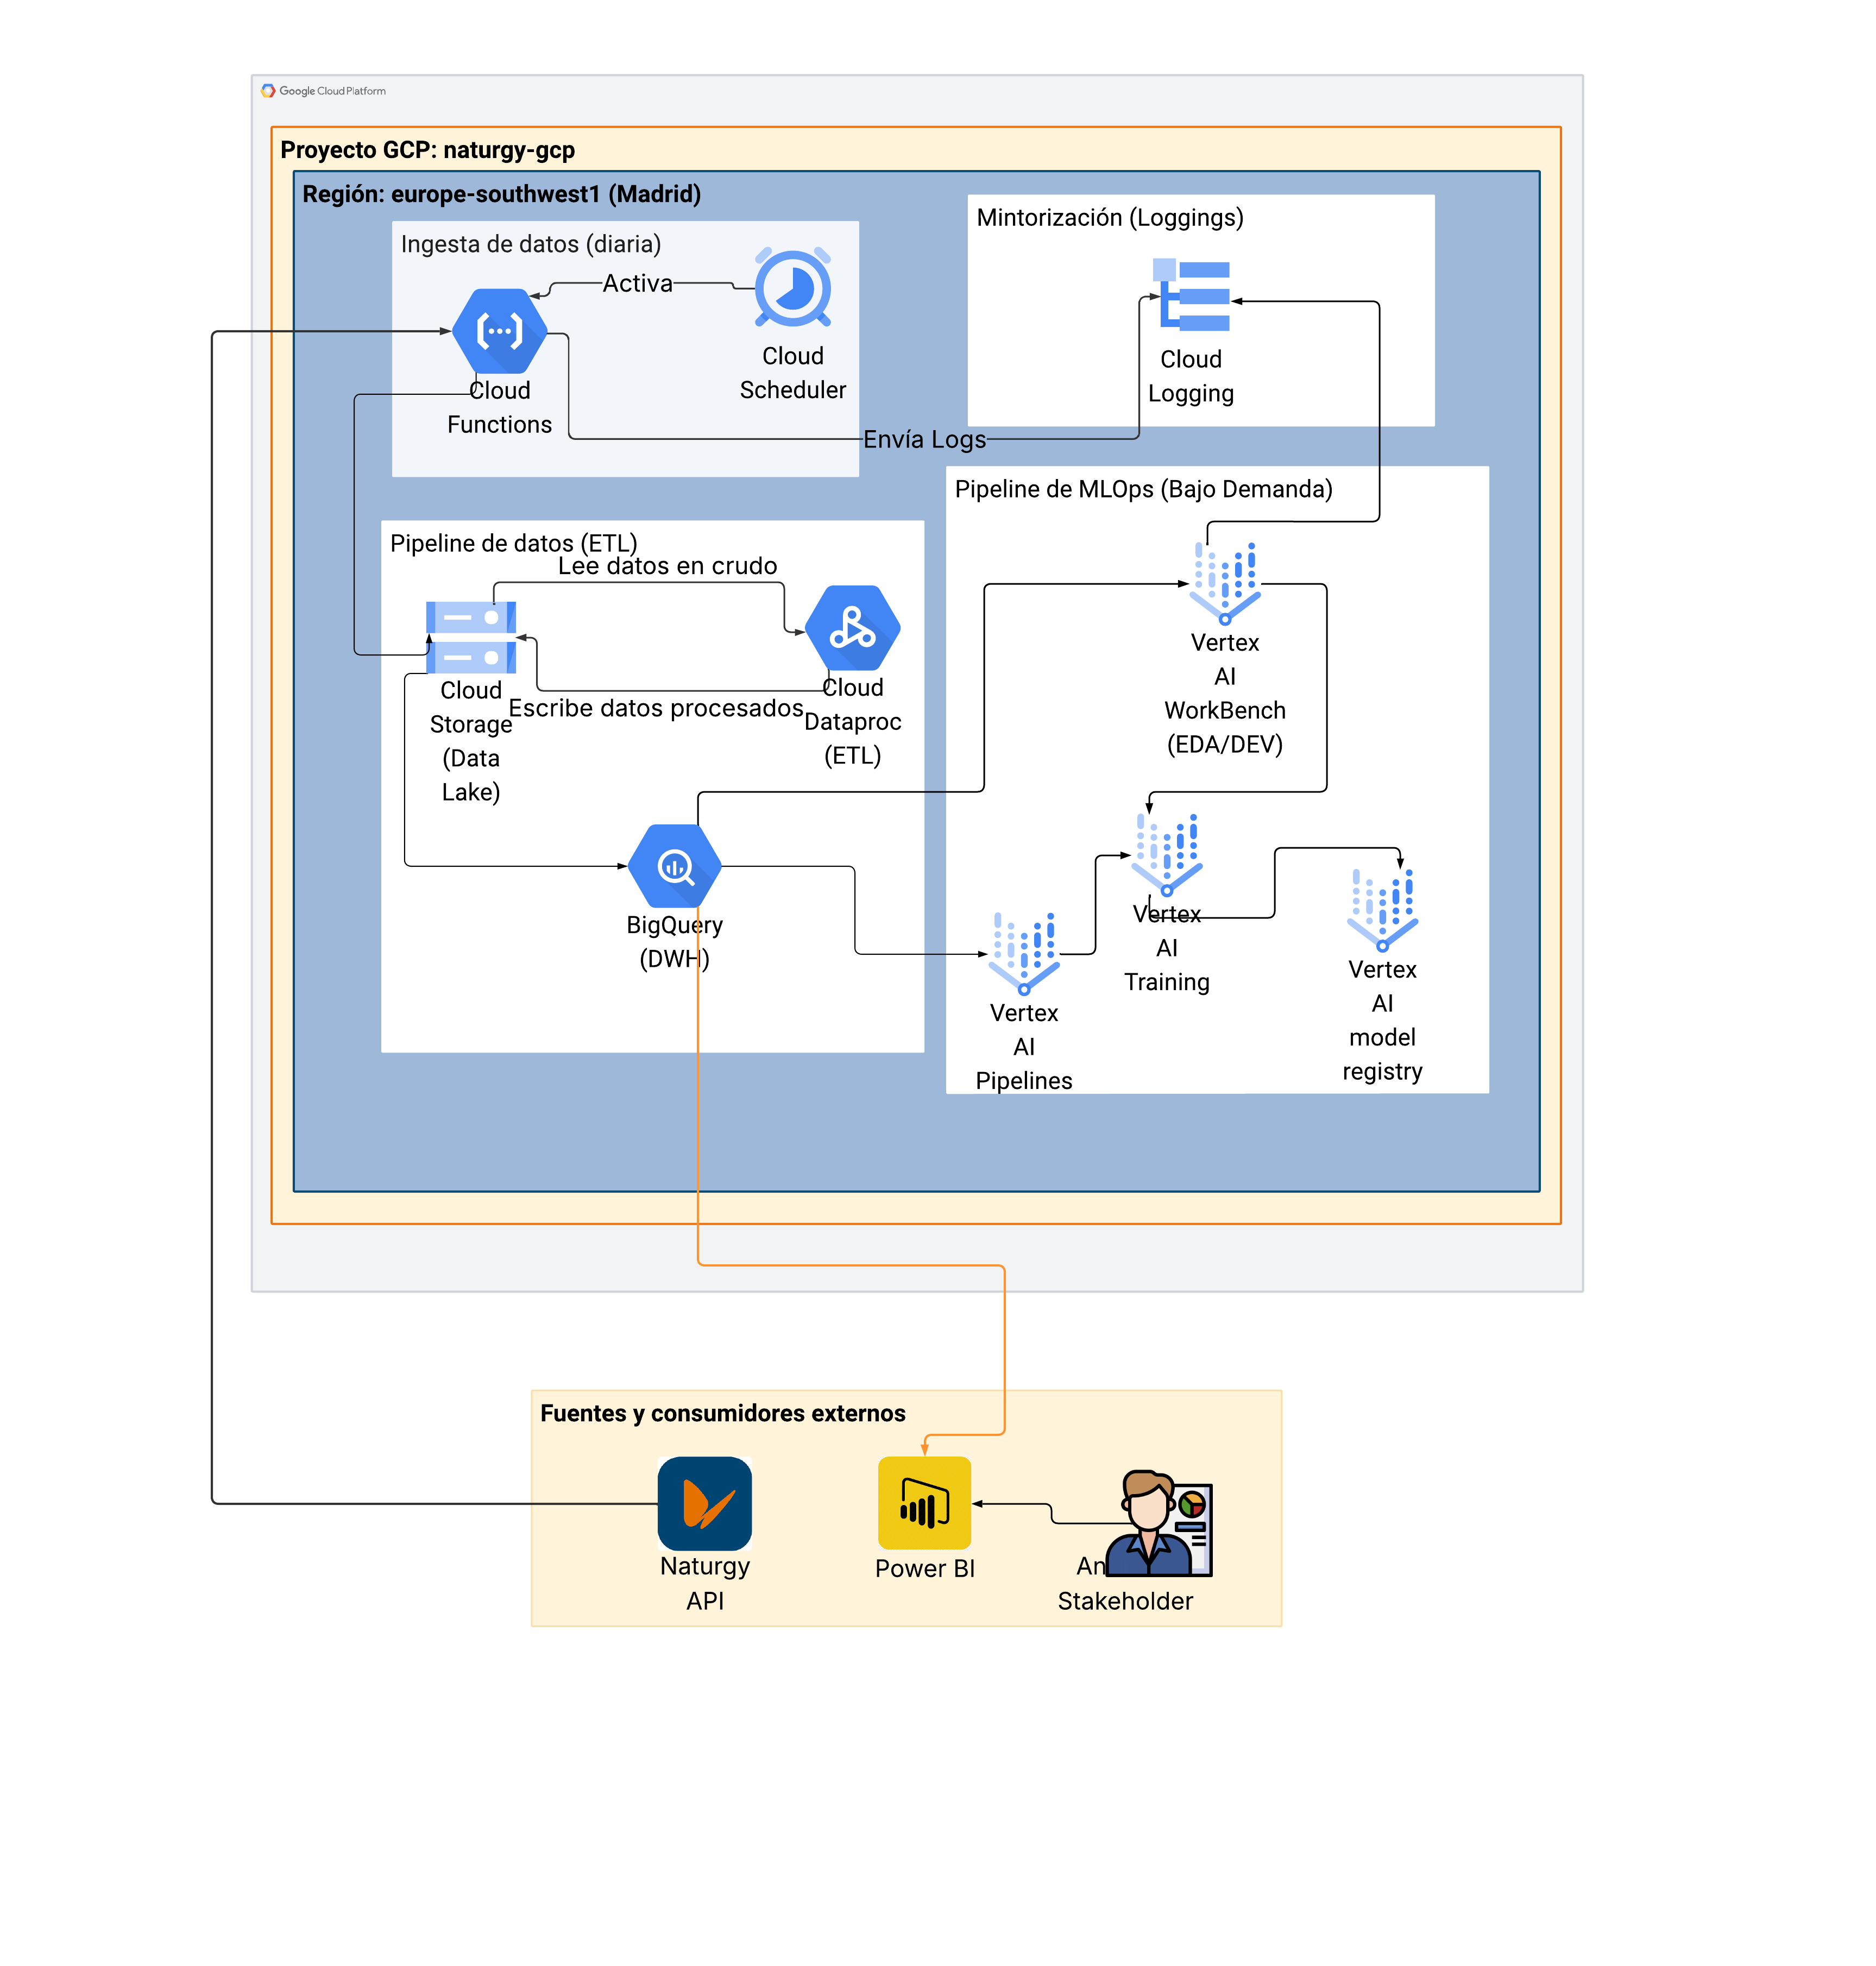 Google Cloud Platform
Proyecto GCP: naturgy-gcp
Región: europe-southwest1 (Madrid)
Ingesta de datos (diaria)
Activa
Cloud
Functions
Cloud
Scheduler
Mintorización (Loggings)
Cloud
Logging
Envía Logs
Pipeline de datos (ETL)
Lee datos en crudo
Cloud
Storage
(Data
Lake)
Escribe datos procesados
Cloud
Dataproc
(ETL)
BigQuery
(DWH)
Pipeline de MLOps (Bajo Demanda)
Vertex
AI
WorkBench
(EDA/DEV)
Vertex
AI
Training
Vertex
AI
Pipelines
Vertex
AI
model
registry
Fuentes y consumidores externos
Naturgy
API
Power BI
Stakeholder